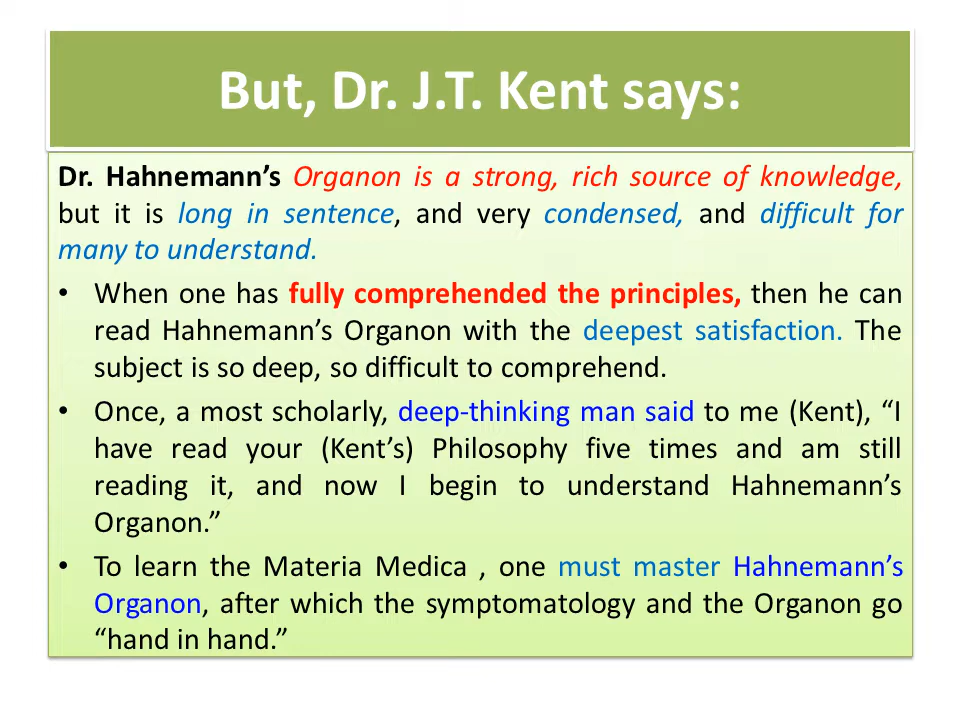 But, Dr. J.T. Kent says:
Dr. Hahnemann’s Organon is a strong, rich source of knowledge,
but it is long in sentence, and very condensed, and difficult for
many to understand.
• When one has fully comprehended the principles, then he can
read Hahnemann’s Organon with the deepest satisfaction. The
subject is so deep, so difficult to comprehend.
• Once, a most scholarly, deep-thinking man said to me (Kent), “I
have read your (Kent’s) Philosophy five times and am still
reading it, and now I begin to understand Hahnemann’s
Organon.”
• To learn the Materia Medica , one must master Hahnemann’s
Organon, after which the symptomatology and the Organon go
“hand in hand.”